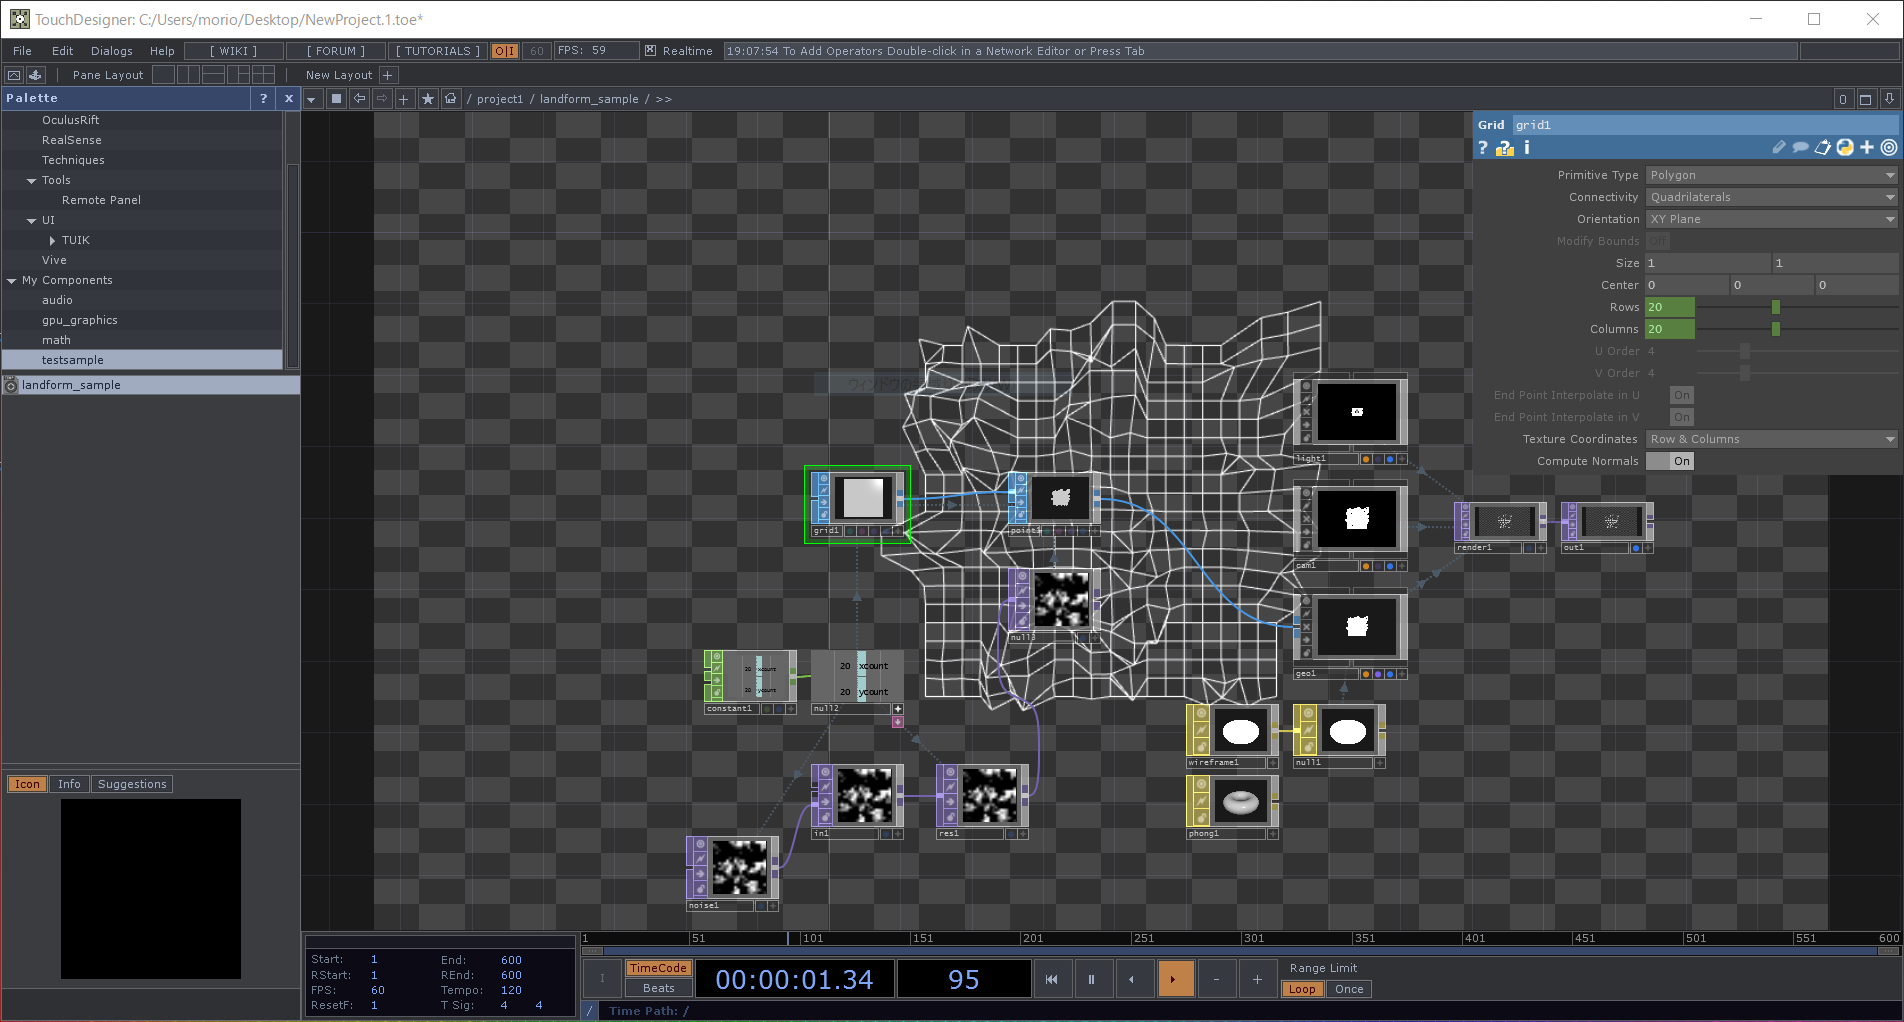 TouchDesigner: C:/Users/morio/Desktop/NewProject.1.toe*
File Edit Dialogs Help [ WIKI ] [ FORUM ] [ TUTORIALS ] O|I 60 FPS: 59 Realtime 19:07:54 To Add Operators Double-click in a Network Editor or Press Tab
Pane Layout New Layout +
Palette ? x / project1 / landform_sample / >> 0
OculusRift
RealSense
Techniques
Tools
Remote Panel
UI
TUIK
Vive
My Components
audio
gpu_graphics
math
testsample
landform_sample
Icon Info Suggestions
Grid grid1
? ? i
Primitive Type Polygon
Connectivity Quadrilaterals
Orientation XY Plane
Modify Bounds Off
Size 1 1
Center 0 0 0
Rows 20
Columns 20
U Order 4
V Order 4
End Point Interpolate in U On
End Point Interpolate in V On
Texture Coordinates Row & Columns
Compute Normals On
light1
grid1
point1
cam1
render1
out1
null3
geo1
20 xcount
20 ycount
20 xcount
20 ycount
constant1
null2
wireframe1
null1
in1
res1
phong1
noise1
1 51 101 151 201 251 301 351 401 451 501 551 600
Start: 1 End: 600
RStart: 1 REnd: 600
FPS: 60 Tempo: 120
ResetF: 1 T Sig: 4 4
I TimeCode
Beats
00:00:01.34 95
- +
Range Limit
Loop Once
/ Time Path: /